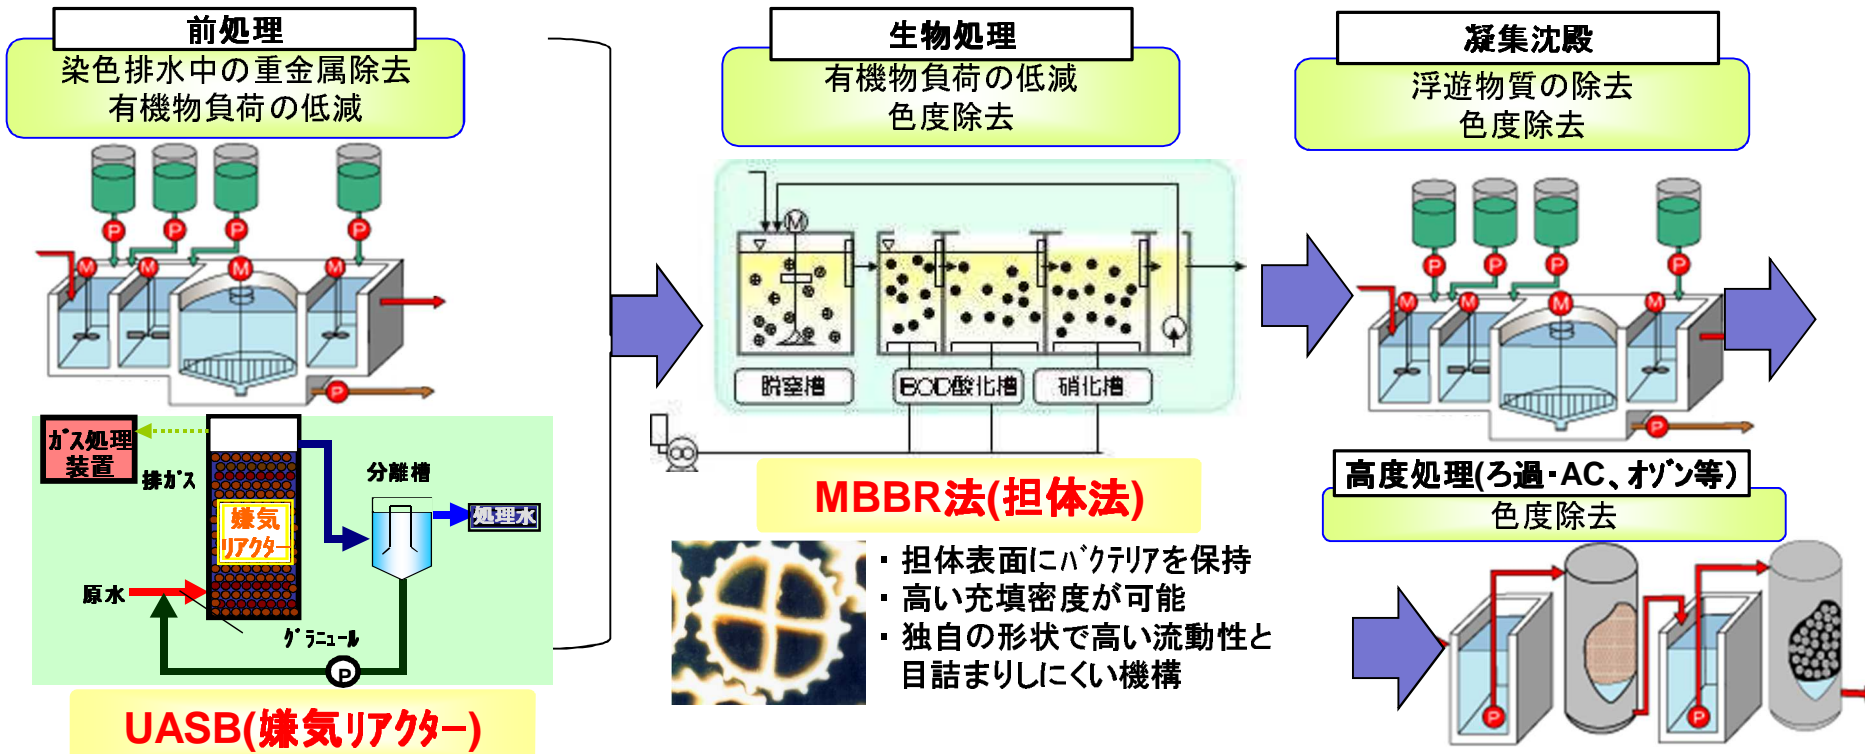 前処理
染色排水中の重金属除去
有機物負荷の低減
P
P
P
P
M
M
M
M
P
ｶﾞｽ処理
装置
排ｶﾞｽ
嫌気
ﾘｱｸﾀｰ
分離槽
処理水
原水
ｸﾞﾗﾆｭｰﾙ
P
UASB(嫌気ﾘｱｸﾀｰ)
生物処理
有機物負荷の低減
色度除去
M
脱窒槽
BOD酸化槽
硝化槽
MBBR法(担体法)
・担体表面にﾊﾞｸﾃﾘｱを保持
・高い充填密度が可能
・独自の形状で高い流動性と
目詰まりしにくい機構
凝集沈殿
浮遊物質の除去
色度除去
P
P
P
P
M
M
M
M
P
高度処理(ろ過・AC、ｵｿﾞﾝ等)
色度除去
P
P